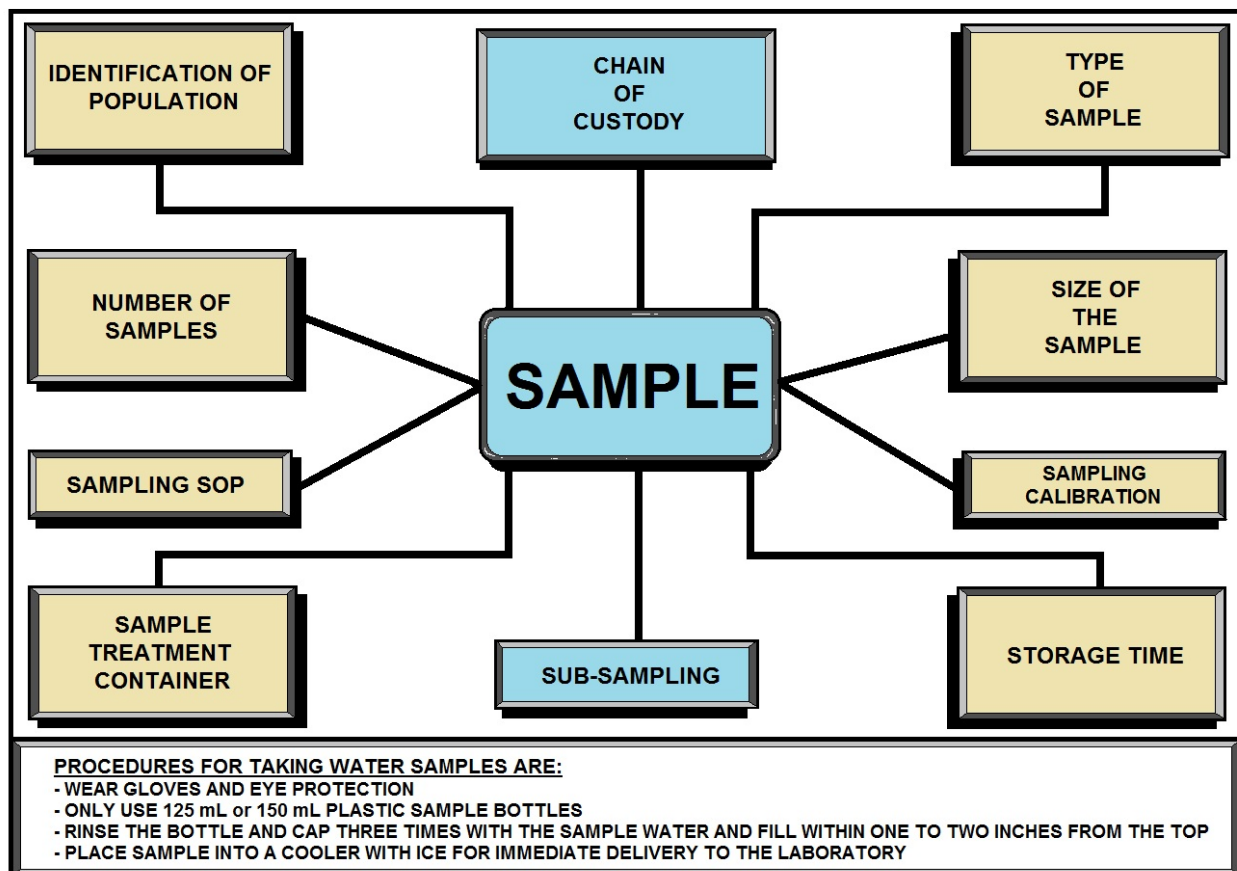 IDENTIFICATION OF
POPULATION
CHAIN
OF
CUSTODY
TYPE
OF
SAMPLE
NUMBER OF
SAMPLES
SIZE OF
THE
SAMPLE
SAMPLE
SAMPLING SOP
SAMPLING
CALIBRATION
SAMPLE
TREATMENT
CONTAINER
SUB-SAMPLING
STORAGE TIME
PROCEDURES FOR TAKING WATER SAMPLES ARE:
- WEAR GLOVES AND EYE PROTECTION
- ONLY USE 125 mL or 150 mL PLASTIC SAMPLE BOTTLES
- RINSE THE BOTTLE AND CAP THREE TIMES WITH THE SAMPLE WATER AND FILL WITHIN ONE TO TWO INCHES FROM THE TOP
- PLACE SAMPLE INTO A COOLER WITH ICE FOR IMMEDIATE DELIVERY TO THE LABORATORY